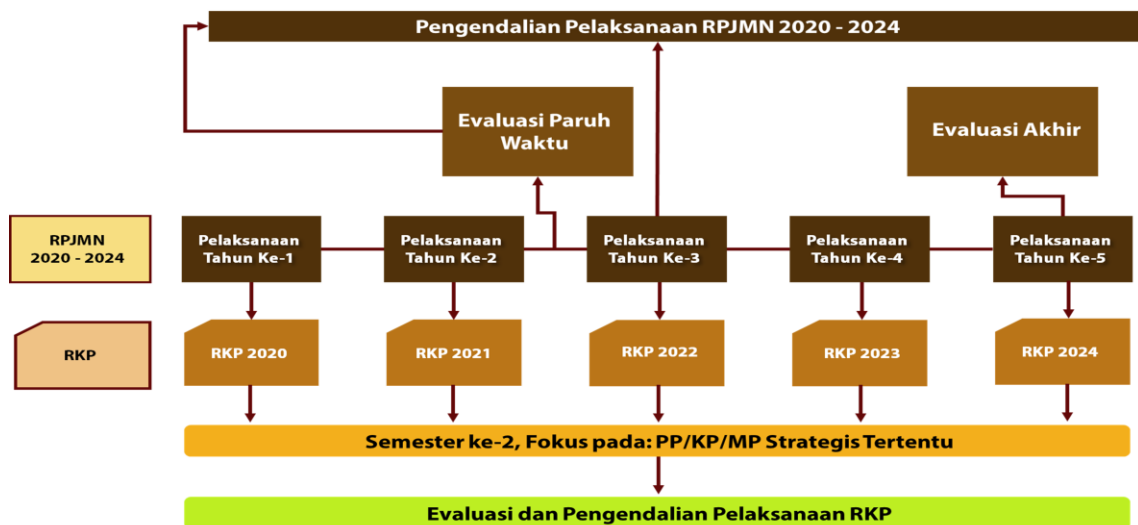 Pengendalian Pelaksanaan RPJMN 2020 - 2024
Evaluasi Paruh
Waktu
Evaluasi Akhir
RPJMN
2020 - 2024
Pelaksanaan
Tahun Ke-1
Pelaksanaan
Tahun Ke-2
Pelaksanaan
Tahun Ke-3
Pelaksanaan
Tahun Ke-4
Pelaksanaan
Tahun Ke-5
RKP
RKP 2020
RKP 2021
RKP 2022
RKP 2023
RKP 2024
Semester ke-2, Fokus pada: PP/KP/MP Strategis Tertentu
Evaluasi dan Pengendalian Pelaksanaan RKP